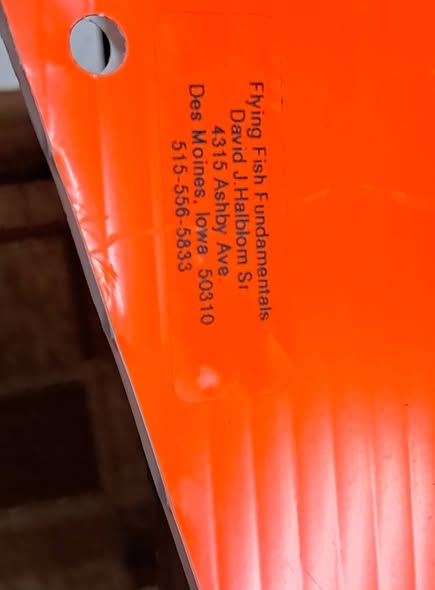 Flying Fish Fundamentals
David J.Halblom Sr
4315 Ashby Ave
Des Moines, Iowa 50310
515-556-5833